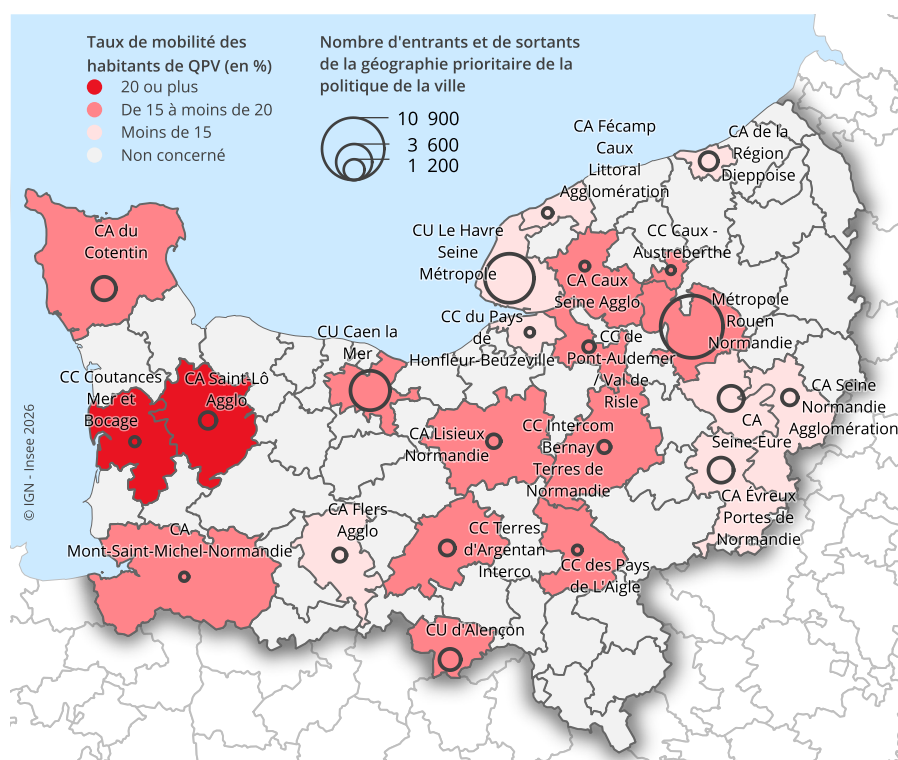 Taux de mobilité des
habitants de QPV (en %)
20 ou plus
De 15 à moins de 20
Moins de 15
Non concerné
Nombre d'entrants et de sortants
de la géographie prioritaire de la
politique de la ville
10 900
3 600
1 200
CA Fécamp
Caux
Littoral
Agglomération
CA de la
Région
Dieppoise
CA du
Cotentin
CU Le Havre
Seine
Métropole
CC Caux -
Austreberthe
CA Caux
Seine Agglo
Métropole
Rouen
Normandie
CC du Pays
de
Honfleur-Beuzeville
CC de
Pont-Audemer
/ Val de
Risle
CU Caen la
Mer
CC Coutances
Mer et
Bocage
CA Saint-Lô
Agglo
CA Seine
Normandie
Agglomération
CA
Seine-Eure
CA Lisieux
Normandie
CC Intercom
Bernay
Terres de
Normandie
CA Évreux
Portes de
Normandie
CA Flers
Agglo
CA
Mont-Saint-Michel-Normandie
CC Terres
d'Argentan
Interco
CC des Pays
de L'Aigle
CU d'Alençon
© IGN - Insee 2026